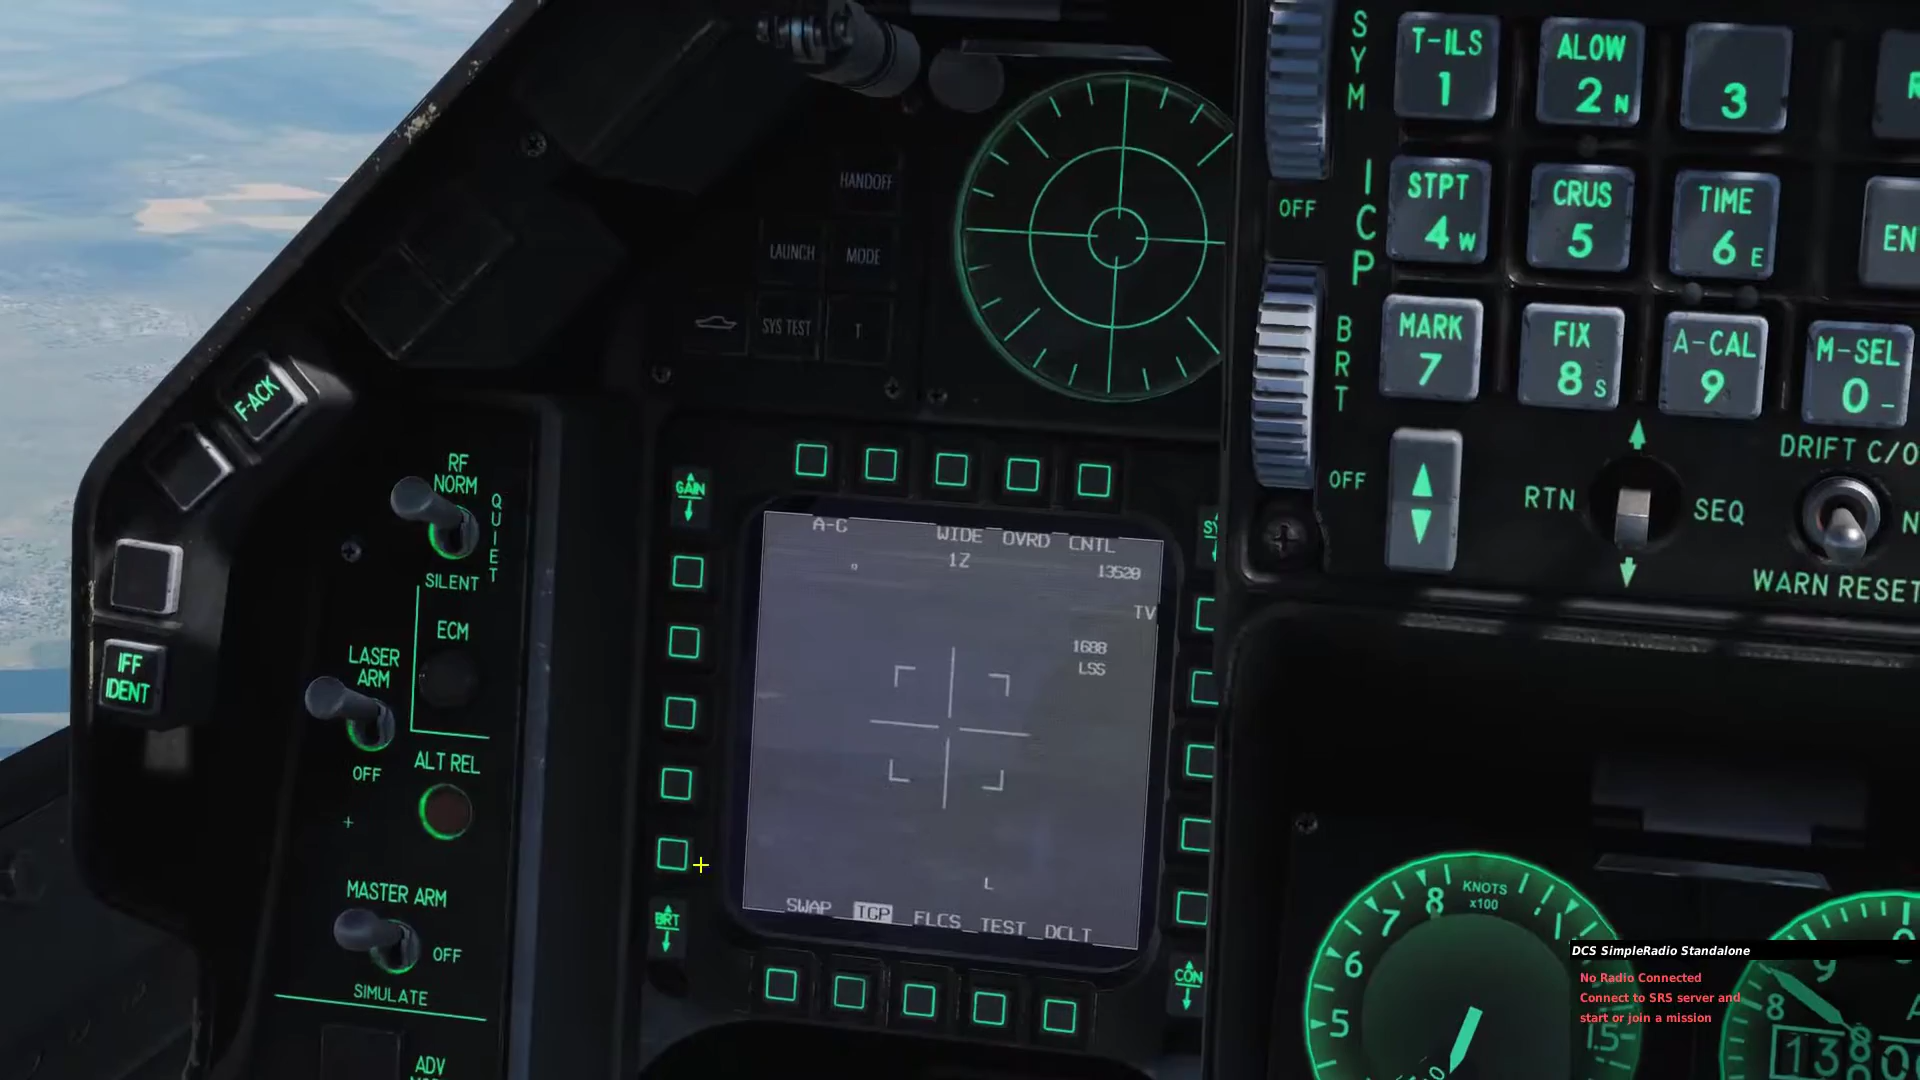 HANDOFF
LAUNCH
MODE
SYS TEST
T
F-ACK
IFF
IDENT
RF
NORM
QUIET
SILENT
ECM
LASER
ARM
OFF
ALT REL
MASTER ARM
OFF
SIMULATE
ADV
GAIN
BRT
CON
A-G
WIDE OVRD CNTL
1Z
13520
TV
1688
LSS
L
SWAP TGP FLCS TEST DCLT
SYM
OFF
ICP
BRT
OFF
T-ILS
1
ALOW
2 N
3
STPT
4 W
CRUS
5
TIME
6 E
MARK
7
FIX
8 S
A-CAL
9
M-SEL
0 -
RTN
SEQ
DRIFT C/O
WARN RESET
KNOTS
x100
8
7
6
5
DCS SimpleRadio Standalone
No Radio Connected
Connect to SRS server and
start or join a mission